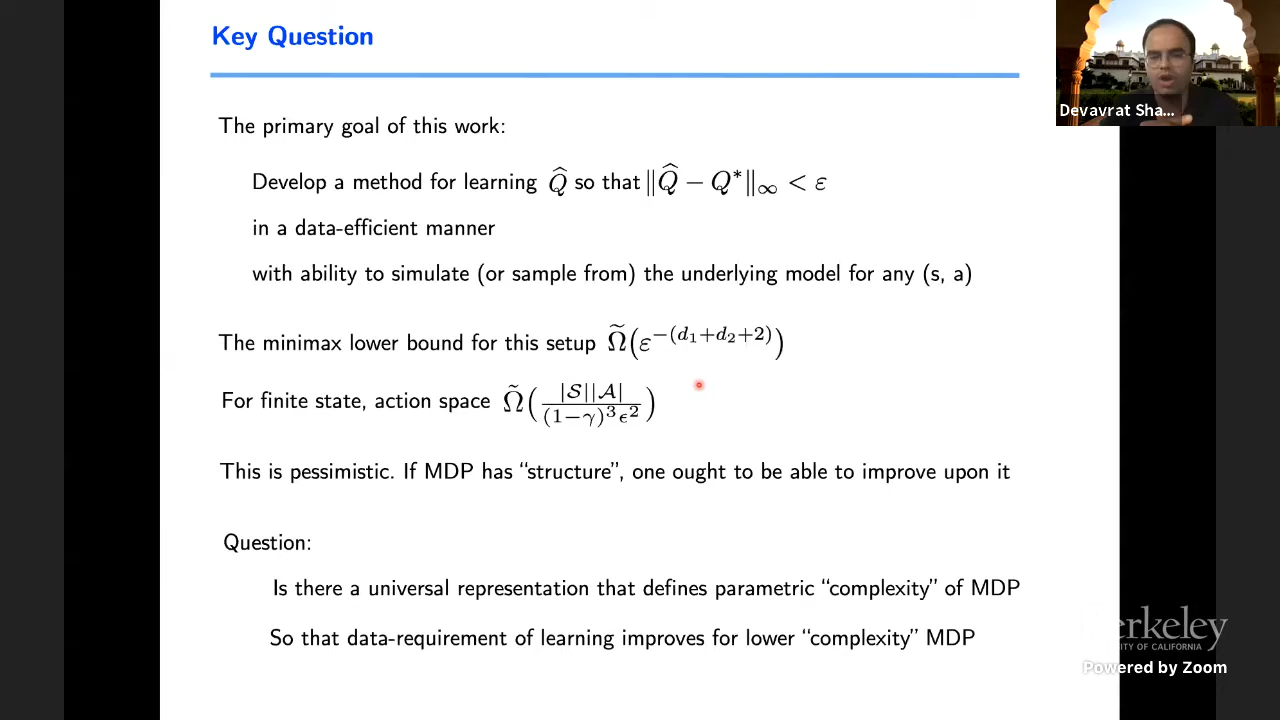 Key Question
Devavrat Sha...
The primary goal of this work:
Develop a method for learning Q̂ so that ‖Q̂ − Q*‖∞ < ε
in a data-efficient manner
with ability to simulate (or sample from) the underlying model for any (s, a)
The minimax lower bound for this setup Ω̃(ε^−(d₁+d₂+2))
For finite state, action space Ω̃(|𝒮||𝒜| / (1−γ)³ϵ²)
This is pessimistic. If MDP has “structure”, one ought to be able to improve upon it
Question:
Is there a universal representation that defines parametric “complexity” of MDP
So that data-requirement of learning improves for lower “complexity” MDP
OF CALIFORNIA
Powered by Zoom